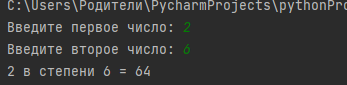 C:\Users\Родители\PycharmProjects\pythonPro
Введите первое число: 2
Введите второе число: 6
2 в степени 6 = 64